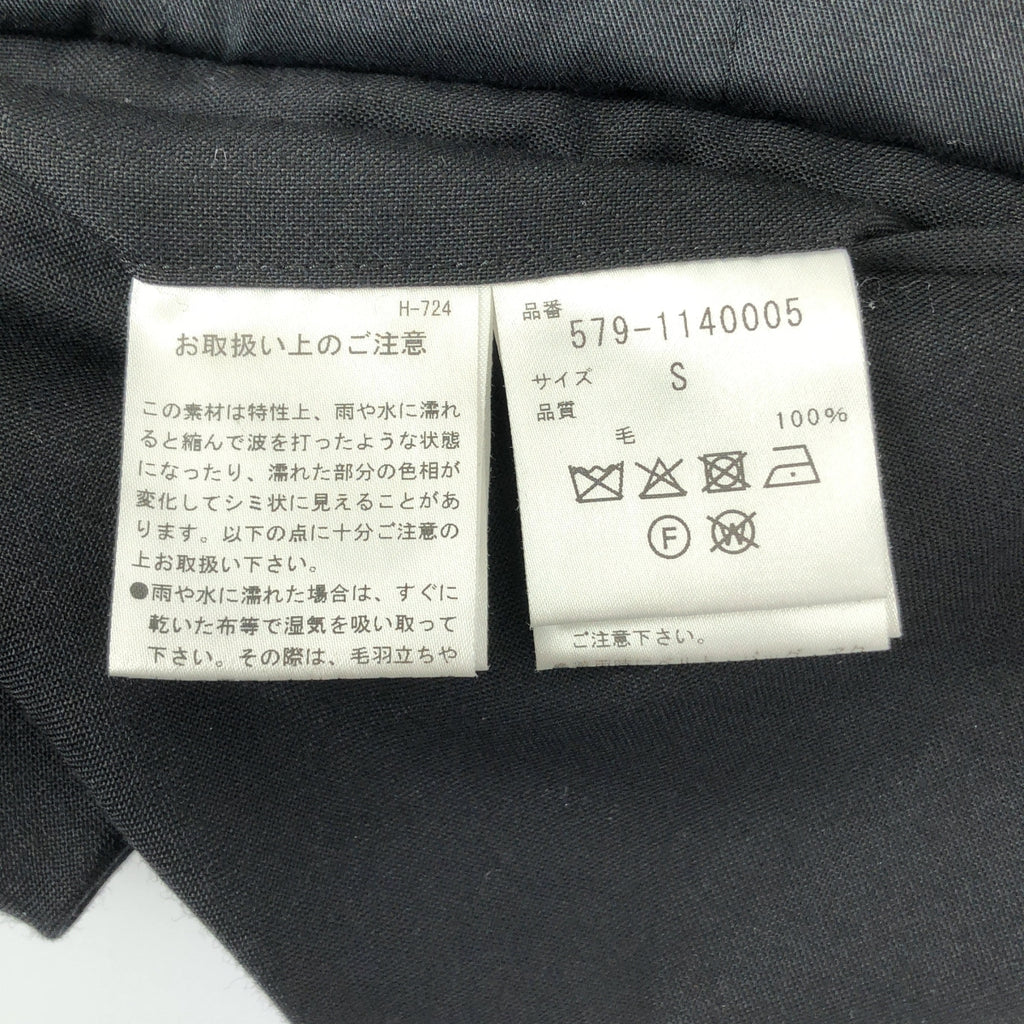 H-724
お取扱い上のご注意
この素材は特性上、雨や水に濡れ
ると縮んで波を打ったような状態
になったり、濡れた部分の色相が
変化してシミ状に見えることがあ
ります。以下の点に十分ご注意の
上お取扱い下さい。
●雨や水に濡れた場合は、すぐに
乾いた布等で湿気を吸い取って
下さい。その際は、毛羽立ちや
品番
579-1140005
サイズ S
品質
毛 100%
F W
ご注意下さい。